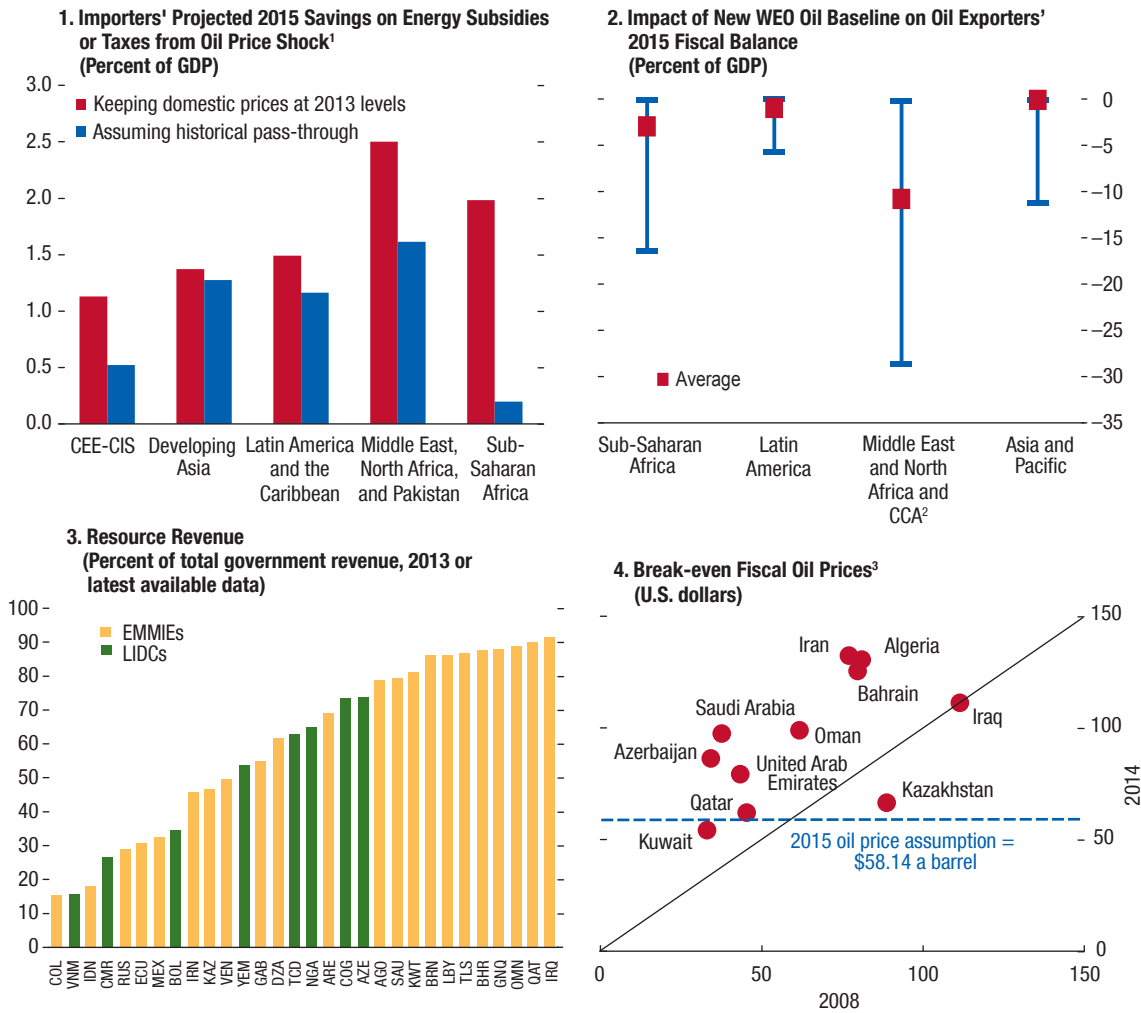 1. Importers' Projected 2015 Savings on Energy Subsidies
or Taxes from Oil Price Shock¹
(Percent of GDP)
3.0
2.5
2.0
1.5
1.0
0.5
0.0
Keeping domestic prices at 2013 levels
Assuming historical pass-through
CEE-CIS
Developing
Asia
Latin America
and the
Caribbean
Middle East,
North Africa,
and Pakistan
Sub-
Saharan
Africa
2. Impact of New WEO Oil Baseline on Oil Exporters’
2015 Fiscal Balance
(Percent of GDP)
0
–5
–10
–15
–20
–25
–30
–35
Average
Sub-Saharan
Africa
Latin
America
Middle East
and North
Africa and
CCA²
Asia and
Pacific
3. Resource Revenue
(Percent of total government revenue, 2013 or
latest available data)
100
90
80
70
60
50
40
30
20
10
0
EMMIEs
LIDCs
COL
VNM
IDN
CMR
RUS
ECU
MEX
BOL
IRN
KAZ
VEN
YEM
GAB
DZA
TCD
NGA
ARE
COG
AZE
AGO
SAU
KWT
BRN
LBY
TLS
BHR
GNQ
OMN
QAT
IRQ
4. Break-even Fiscal Oil Prices³
(U.S. dollars)
150
100
50
0
2014
Iran
Algeria
Bahrain
Saudi Arabia
Iraq
Oman
Azerbaijan
United Arab
Emirates
Kazakhstan
Qatar
Kuwait
2015 oil price assumption =
$58.14 a barrel
0
50
100
150
2008